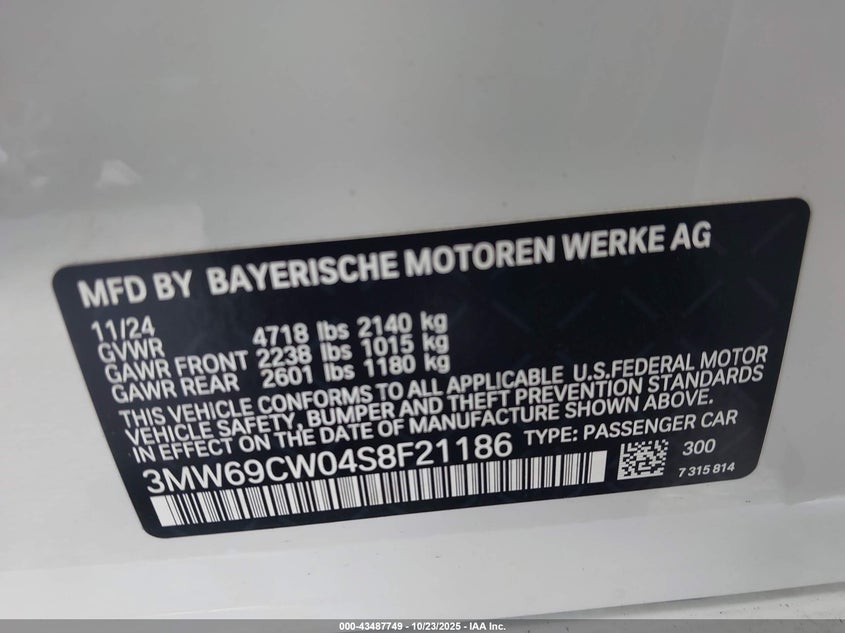 MFD BY BAYERISCHE MOTOREN WERKE AG
11/24
GVWR 4718 lbs 2140 kg
GAWR FRONT 2238 lbs 1015 kg
GAWR REAR 2601 lbs 1180 kg
THIS VEHICLE CONFORMS TO ALL APPLICABLE U.S.FEDERAL MOTOR
VEHICLE SAFETY, BUMPER AND THEFT PREVENTION STANDARDS
IN EFFECT ON THE DATE OF MANUFACTURE SHOWN ABOVE.
3MW69CW04S8F21186 TYPE: PASSENGER CAR
300
7 315 814
000-43487749 - 10/23/2025 - IAA Inc.